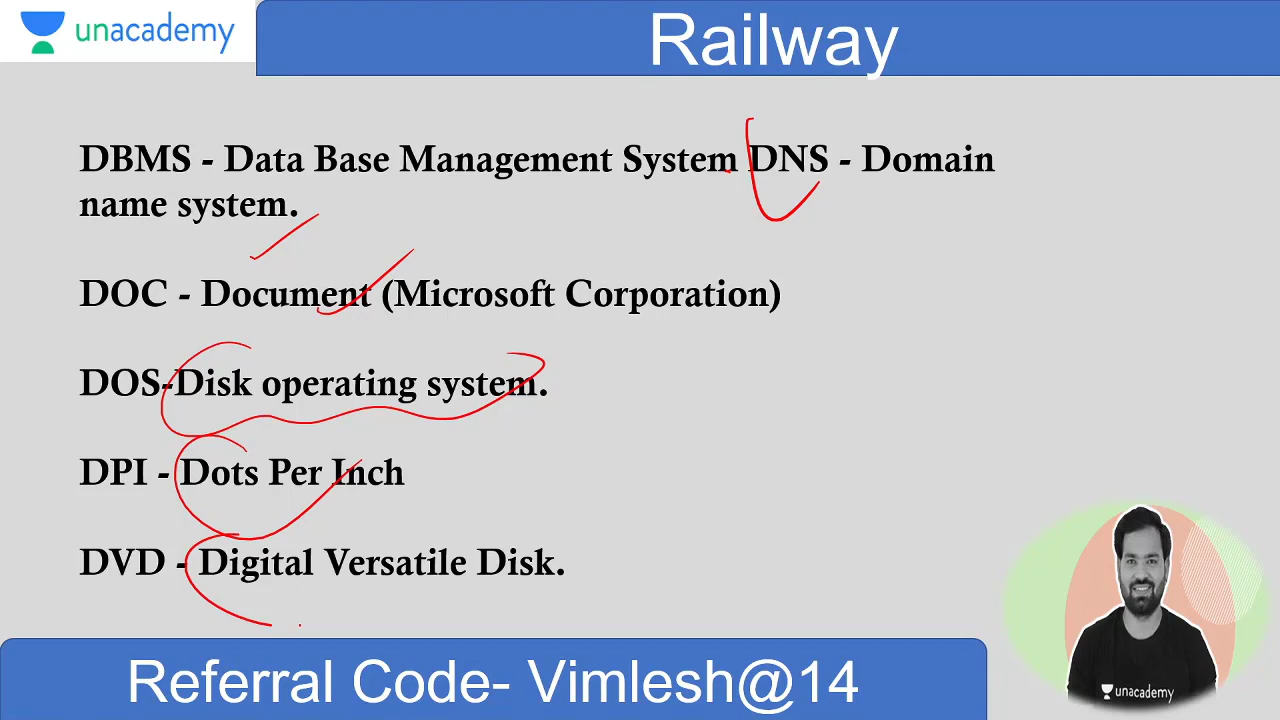 unacademy
Railway
DBMS - Data Base Management System DNS - Domain
name system.
DOC - Document (Microsoft Corporation)
DOS-Disk operating system.
DPI - Dots Per Inch
DVD - Digital Versatile Disk.
unacademy
Referral Code- Vimlesh@14